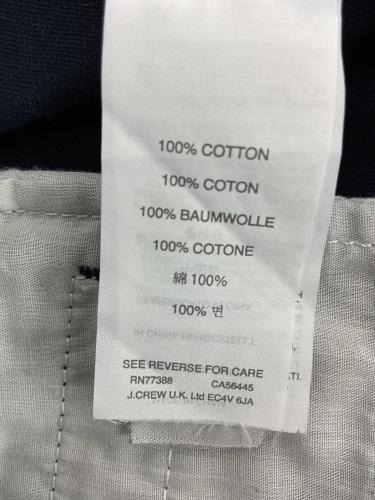 100% COTTON
100% COTON
100% BAUMWOLLE
100% COTONE
綿 100%
100% 면
SEE REVERSE FOR CARE
RN77388 CA56445
J.CREW U.K. Ltd EC4V 6JA